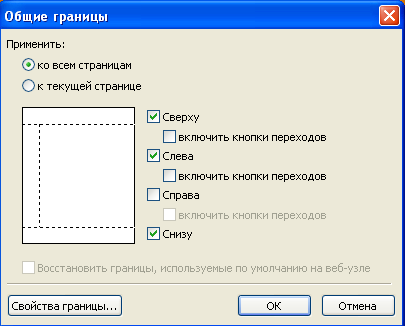 Общие границы
Применить:
ко всем страницам
к текущей странице
Сверху
включить кнопки переходов
Слева
включить кнопки переходов
Справа
включить кнопки переходов
Снизу
Восстановить границы, используемые по умолчанию на веб-узле
Свойства границы...
ОК
Отмена